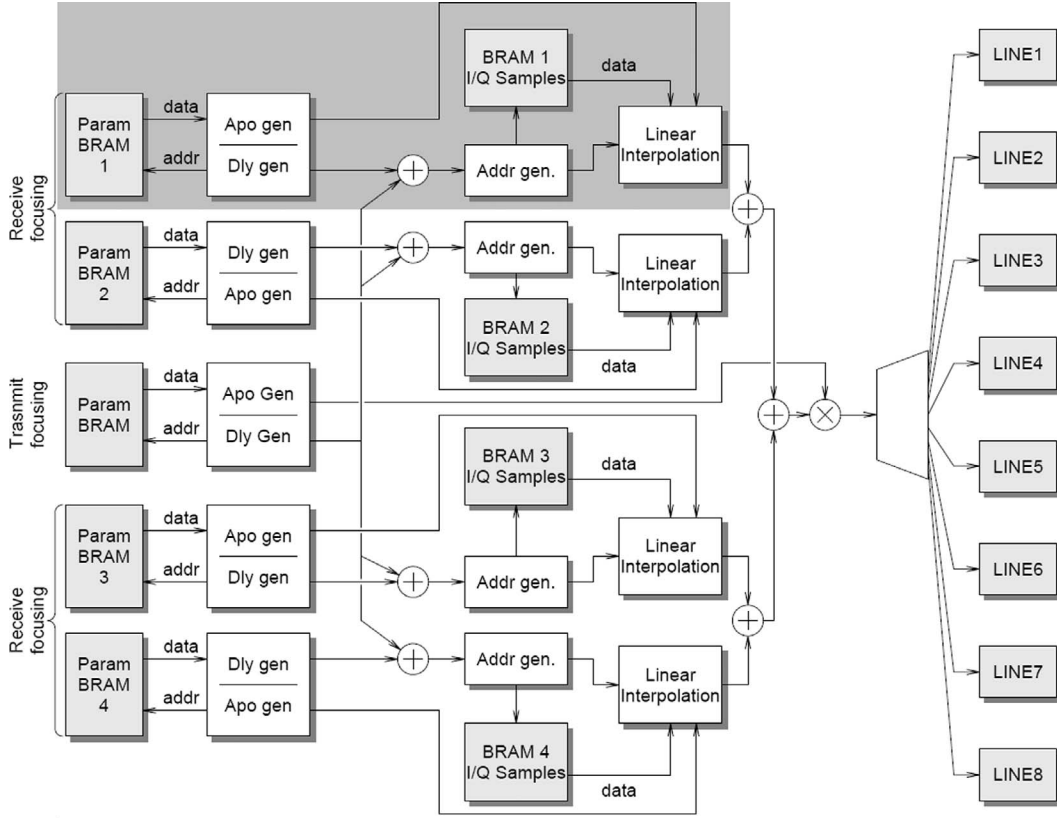 Receive
focusing
Param
BRAM
1
data
addr
Apo gen
Dly gen
+
BRAM 1
I/Q Samples
data
Addr gen.
Linear
Interpolation
+
Param
BRAM
2
data
addr
Dly gen
Apo gen
+
Addr gen.
BRAM 2
I/Q Samples
data
Linear
Interpolation
Trasnmit
focusing
Param
BRAM
data
addr
Apo Gen
Dly Gen
+
×
Receive
focusing
Param
BRAM
3
data
addr
Apo gen
Dly gen
+
BRAM 3
I/Q Samples
data
Addr gen.
Linear
Interpolation
+
Param
BRAM
4
data
addr
Dly gen
Apo gen
+
Addr gen.
BRAM 4
I/Q Samples
data
Linear
Interpolation
LINE1
LINE2
LINE3
LINE4
LINE5
LINE6
LINE7
LINE8